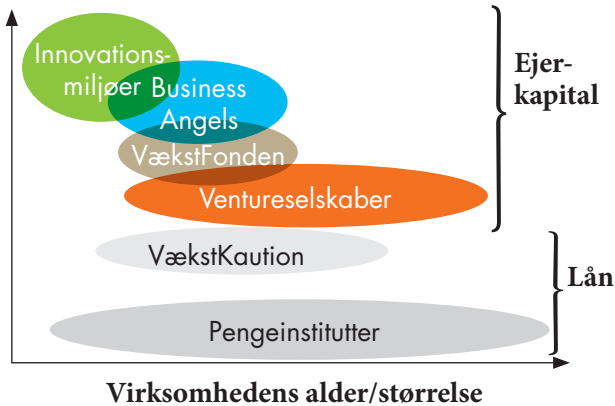 Innovations-
miljøer
Business
Angels
VækstFonden
Ventureselskaber
Ejer-
kapital
VækstKaution
Pengeinstitutter
Lån
Virksomhedens alder/størrelse